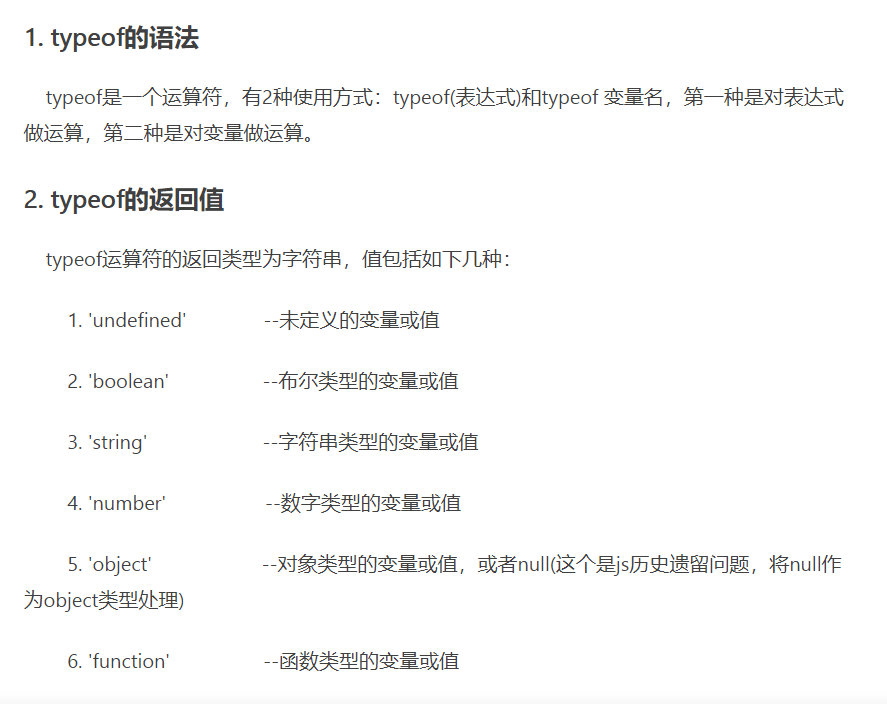 1. typeof的语法
typeof是一个运算符，有2种使用方式：typeof(表达式)和typeof 变量名，第一种是对表达式
做运算，第二种是对变量做运算。
2. typeof的返回值
typeof运算符的返回类型为字符串，值包括如下几种：
1. 'undefined' --未定义的变量或值
2. 'boolean' --布尔类型的变量或值
3. 'string' --字符串类型的变量或值
4. 'number' --数字类型的变量或值
5. 'object' --对象类型的变量或值，或者null(这个是js历史遗留问题，将null作
为object类型处理)
6. 'function' --函数类型的变量或值